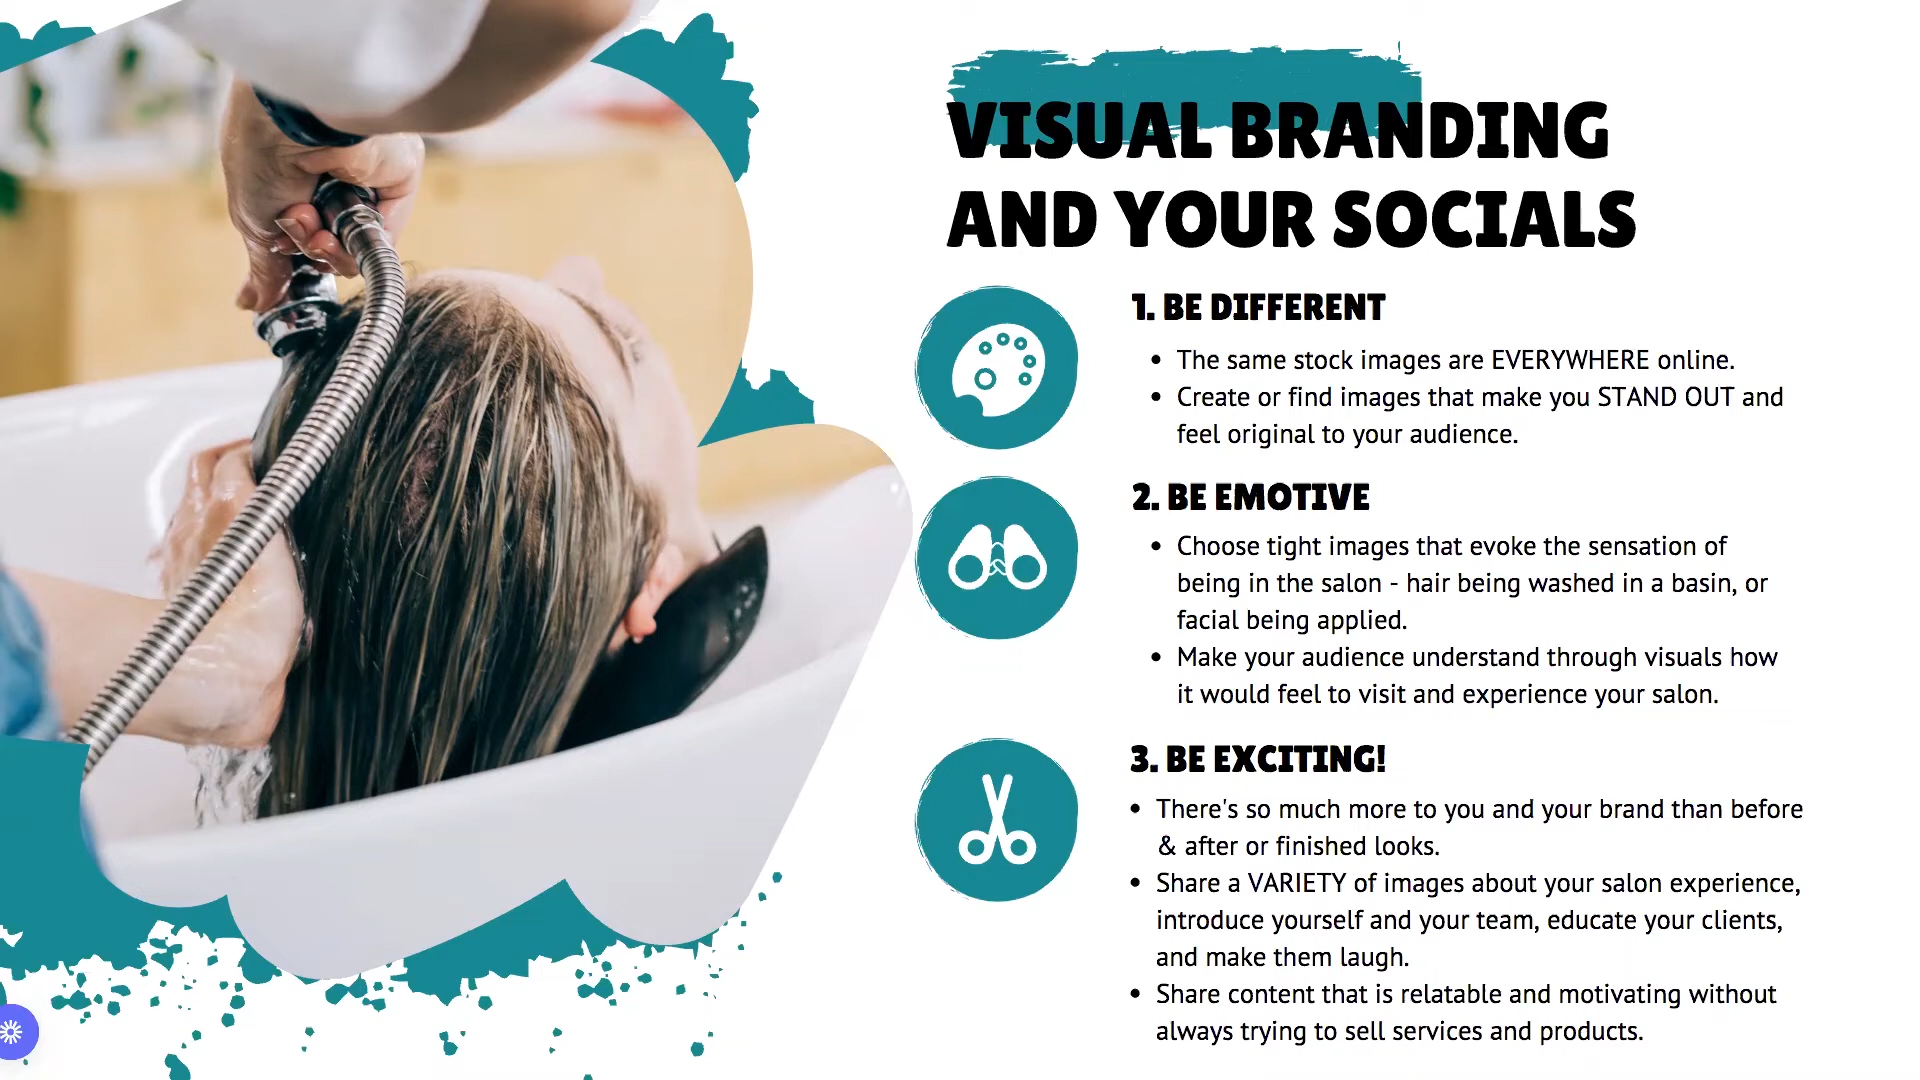 VISUAL BRANDING
AND YOUR SOCIALS
1. BE DIFFERENT
• The same stock images are EVERYWHERE online.
• Create or find images that make you STAND OUT and
feel original to your audience.
2. BE EMOTIVE
• Choose tight images that evoke the sensation of
being in the salon - hair being washed in a basin, or
facial being applied.
• Make your audience understand through visuals how
it would feel to visit and experience your salon.
3. BE EXCITING!
• There's so much more to you and your brand than before
& after or finished looks.
• Share a VARIETY of images about your salon experience,
introduce yourself and your team, educate your clients,
and make them laugh.
• Share content that is relatable and motivating without
always trying to sell services and products.